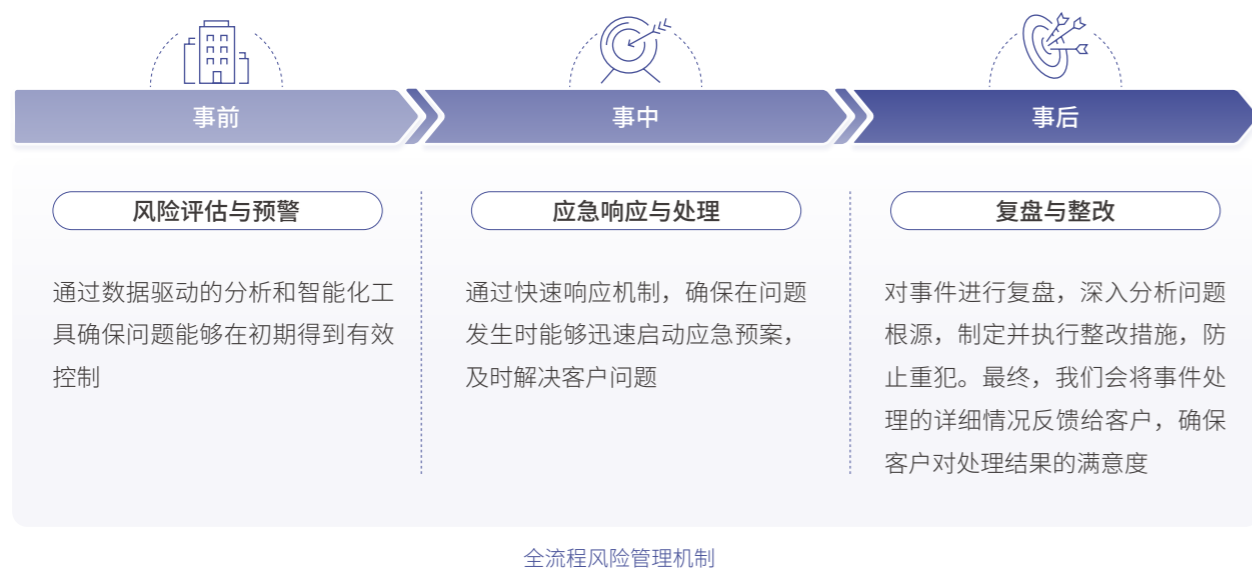 事前
事中
事后
风险评估与预警
应急响应与处理
复盘与整改
通过数据驱动的分析和智能化工
具确保问题能够在初期得到有效
控制
通过快速响应机制，确保在问题
发生时能够迅速启动应急预案，
及时解决客户问题
对事件进行复盘，深入分析问题
根源，制定并执行整改措施，防
止重犯。最终，我们会将事件处
理的详细情况反馈给客户，确保
客户对处理结果的满意度
全流程风险管理机制